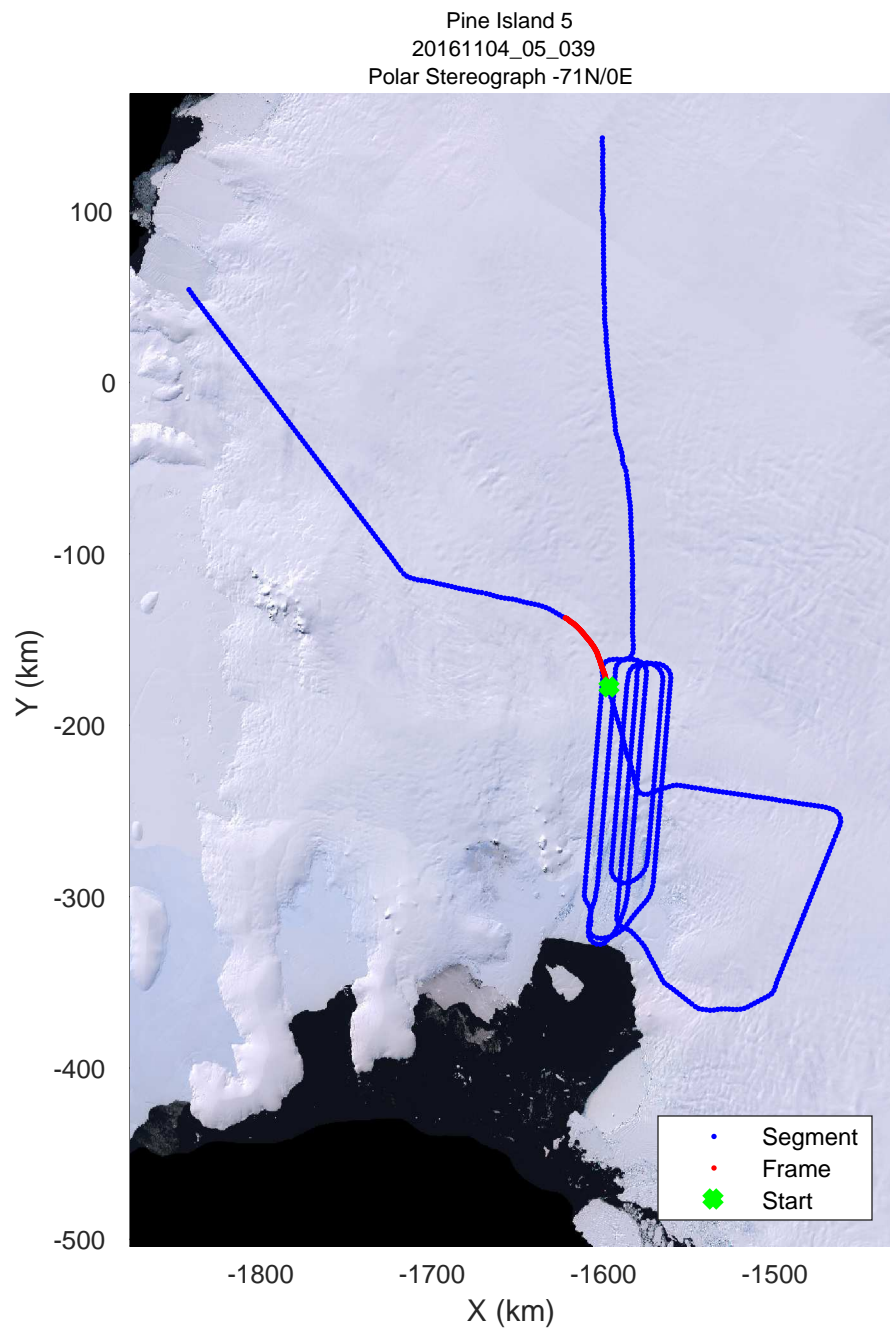 Pine Island 5
20161104_05_039
Polar Stereograph -71N/0E
100
0
-100
-200
-300
-400
-500
Y (km)
-1800
-1700
-1600
-1500
X (km)
Segment
Frame
Start